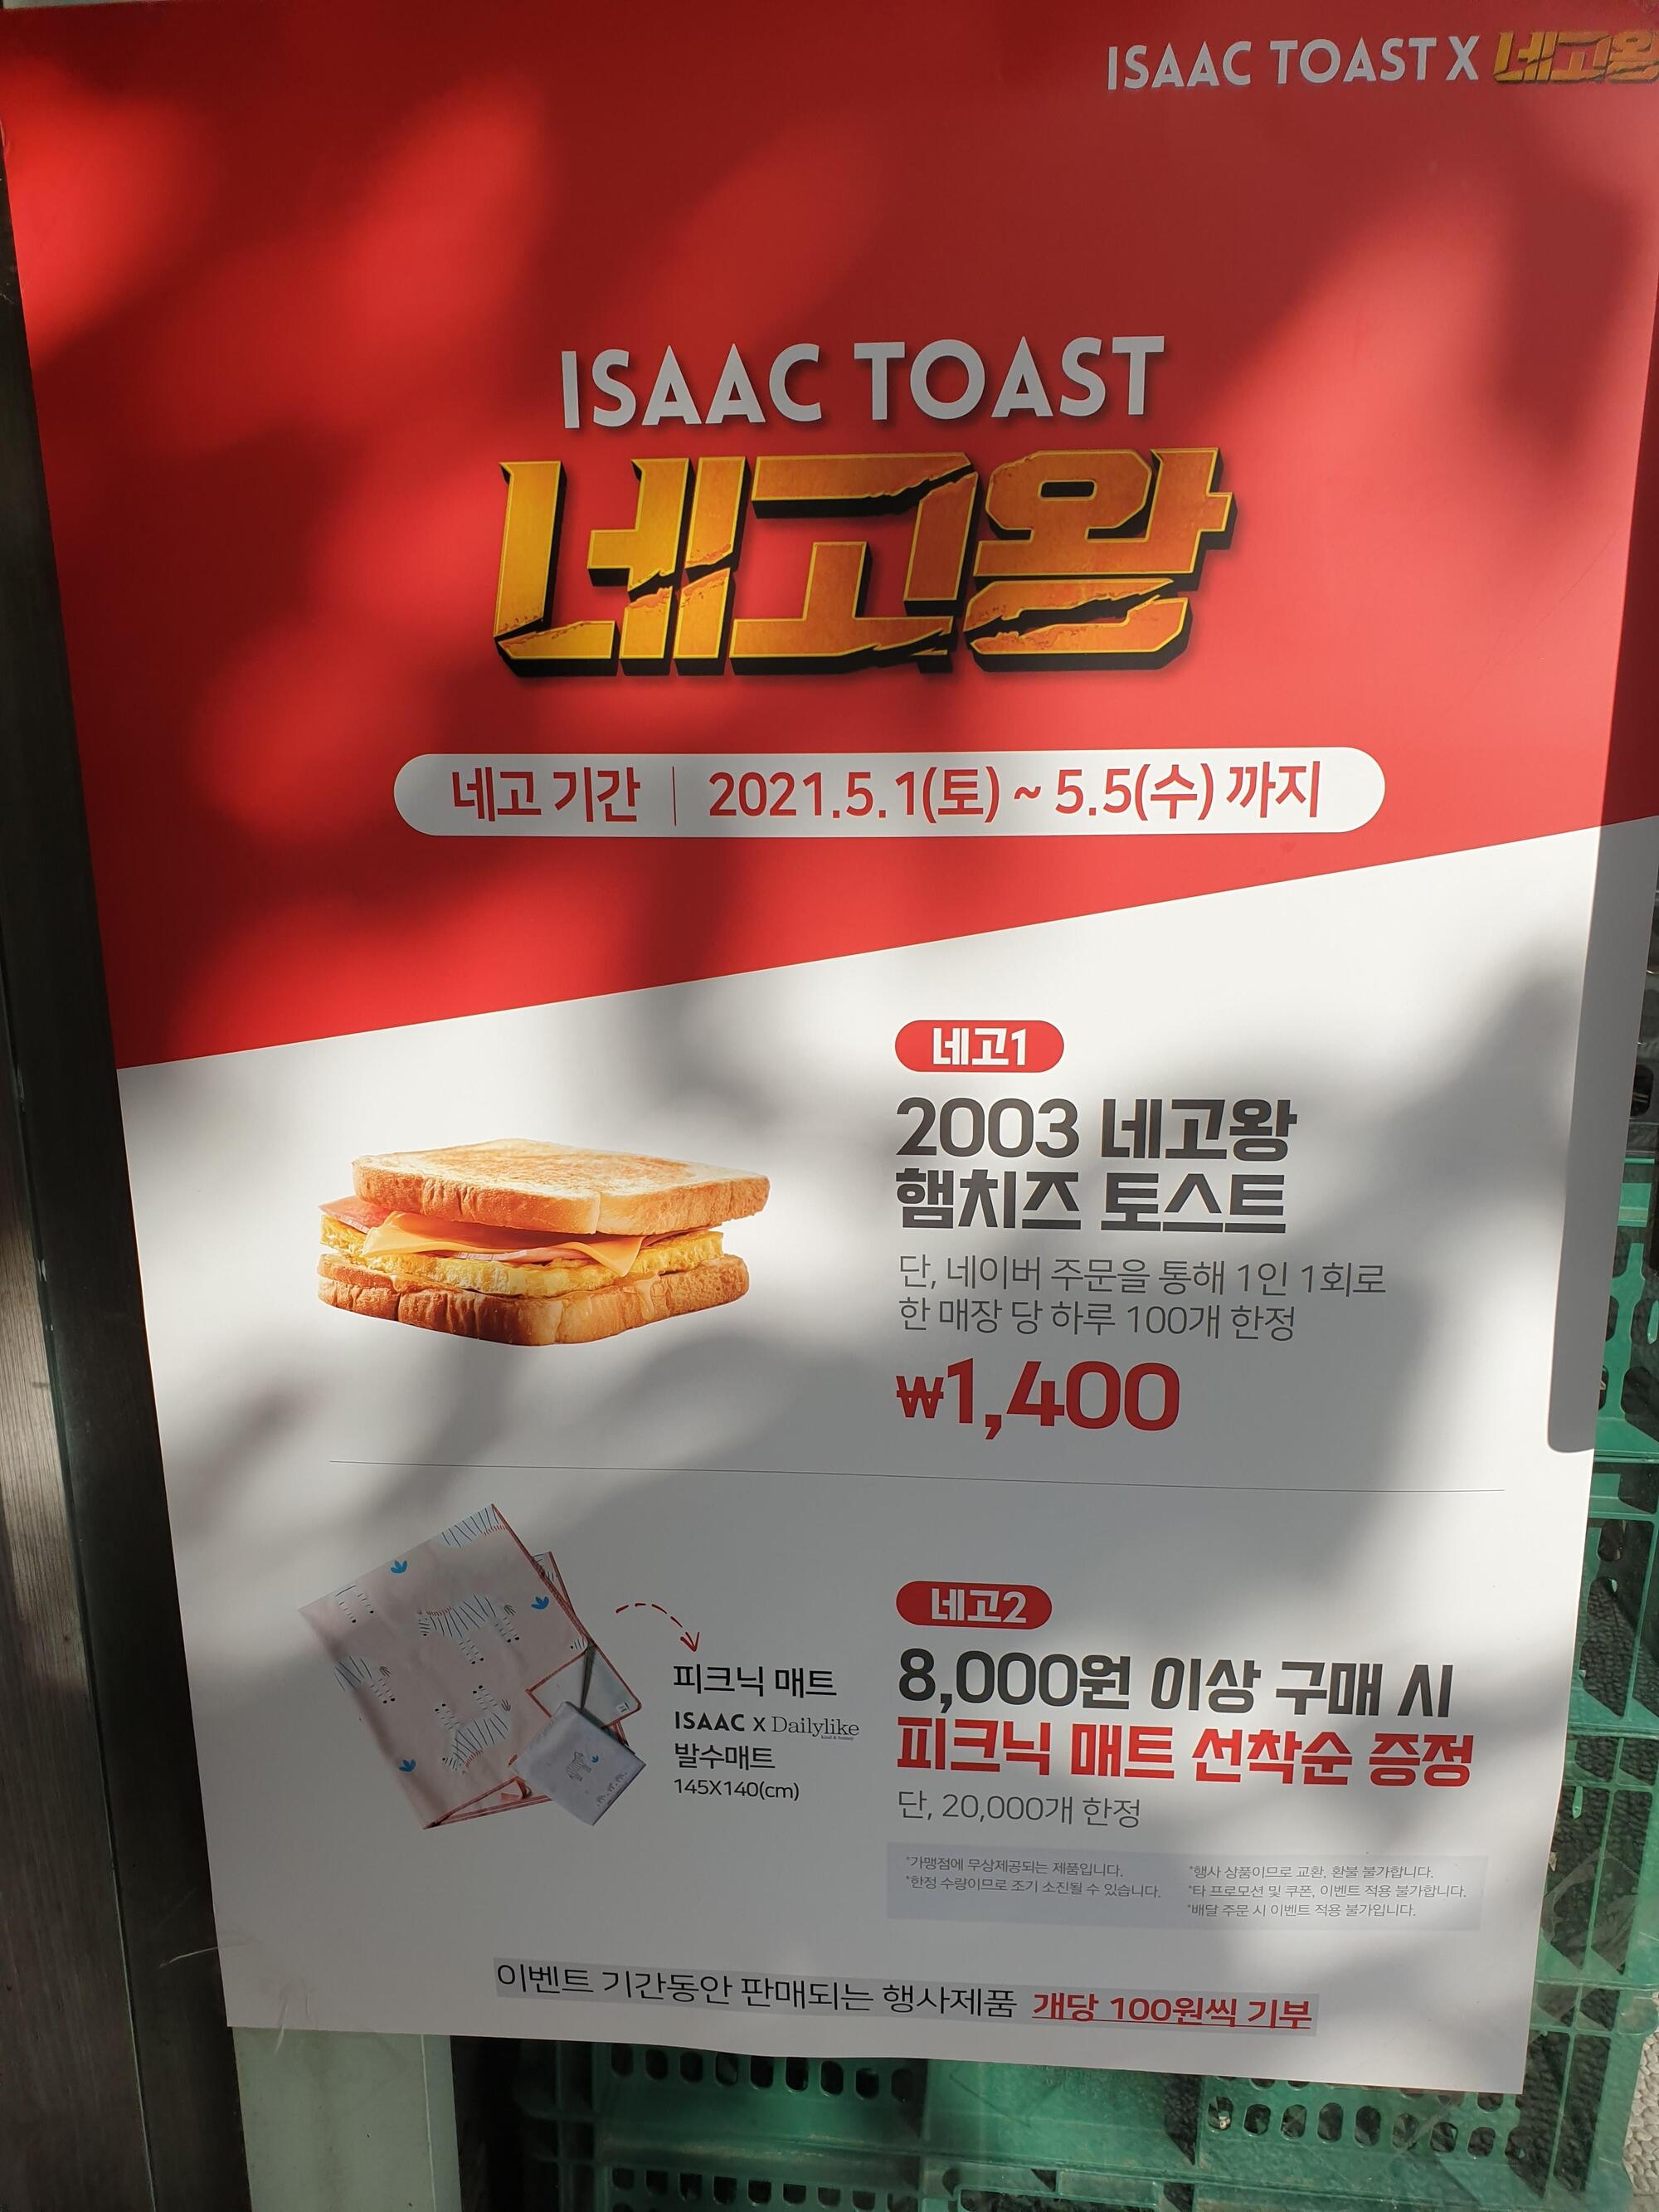 ISAAC TOAST X 네고왕
ISAAC TOAST
네고왕
네고 기간 | 2021.5.1(토) ~ 5.5(수) 까지
네고1
2003 네고왕
햄치즈 토스트
단, 네이버 주문을 통해 1인 1회로
한 매장 당 하루 100개 한정
₩1,400
네고2
8,000원 이상 구매 시
피크닉 매트 선착순 증정
단, 20,000개 한정
피크닉 매트
ISAAC X Dailylike
발수매트
145X140(cm)
*가맹점에 무상제공되는 제품입니다.
*한정 수량이므로 조기 소진될 수 있습니다.
*행사 상품이므로 교환, 환불 불가합니다.
*타 프로모션 및 쿠폰, 이벤트 적용 불가합니다.
*배달 주문 시 이벤트 적용 불가입니다.
이벤트 기간동안 판매되는 행사제품 개당 100원씩 기부